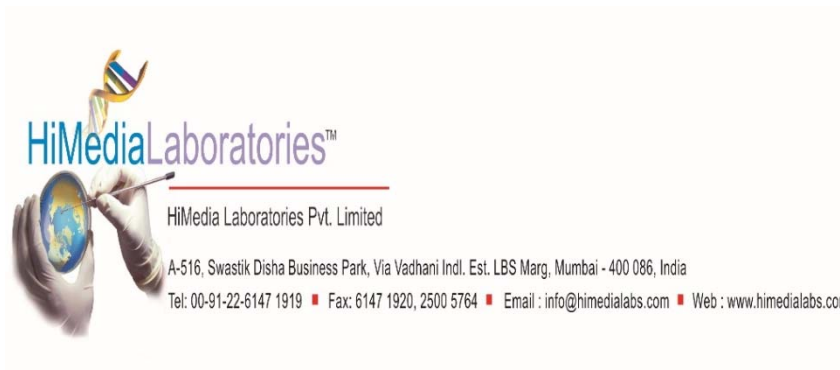 HiMediaLaboratories™
HiMedia Laboratories Pvt. Limited
A-516, Swastik Disha Business Park, Via Vadhani Indl. Est. LBS Marg, Mumbai - 400 086, India
Tel: 00-91-22-6147 1919 ▪ Fax: 6147 1920, 2500 5764 ▪ Email : info@himedialabs.com ▪ Web : www.himedialabs.co